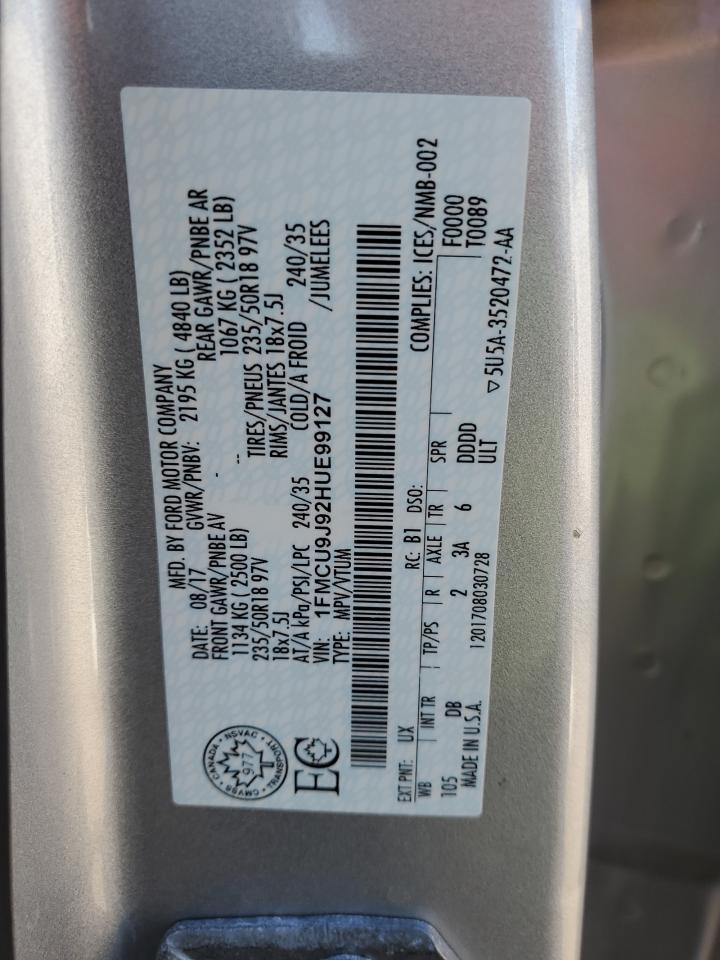 MFD. BY FORD MOTOR COMPANY
DATE: 08/17 GVWR/PNBV: 2195 KG ( 4840 LB)
FRONT GAWR/PNBE AV REAR GAWR/PNBE AR
1134 KG ( 2500 LB) - 1067 KG ( 2352 LB)
235/50R18 97V -- TIRES/PNEUS 235/50R18 97V
18x7.5J RIMS/JANTES 18x7.5J
AT/A kPa/PSI/LPC 240/35 COLD/A FROID 240/35
VIN: 1FMCU9J92HUE99127 /JUMELEES
TYPE: MPV/VTUM
CANADA · NSVAC · TRANSPORT · CMVSS
977
EC
EXT PNT: UX RC: B1 DSO: COMPLIES: ICES/NMB-002
WB INT TR TP/PS R AXLE TR SPR F0000
105 DB 2 3A 6 DDDD T0089
ULT
MADE IN U.S.A. 1201708030728 ▽5U5A-3520472-AA